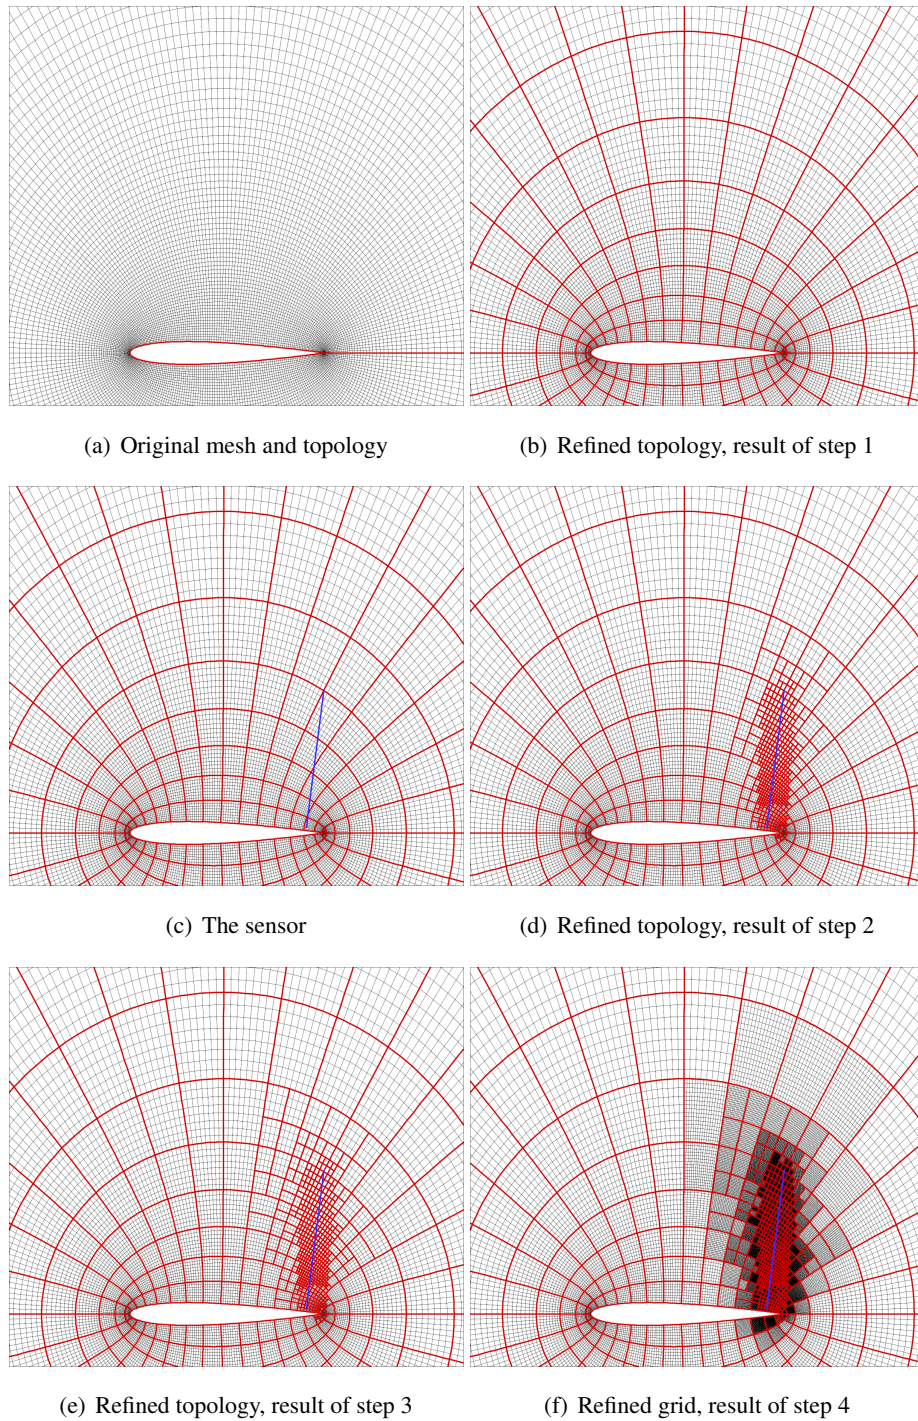 (a) Original mesh and topology
(b) Refined topology, result of step 1
(c) The sensor
(d) Refined topology, result of step 2
(e) Refined topology, result of step 3
(f) Refined grid, result of step 4